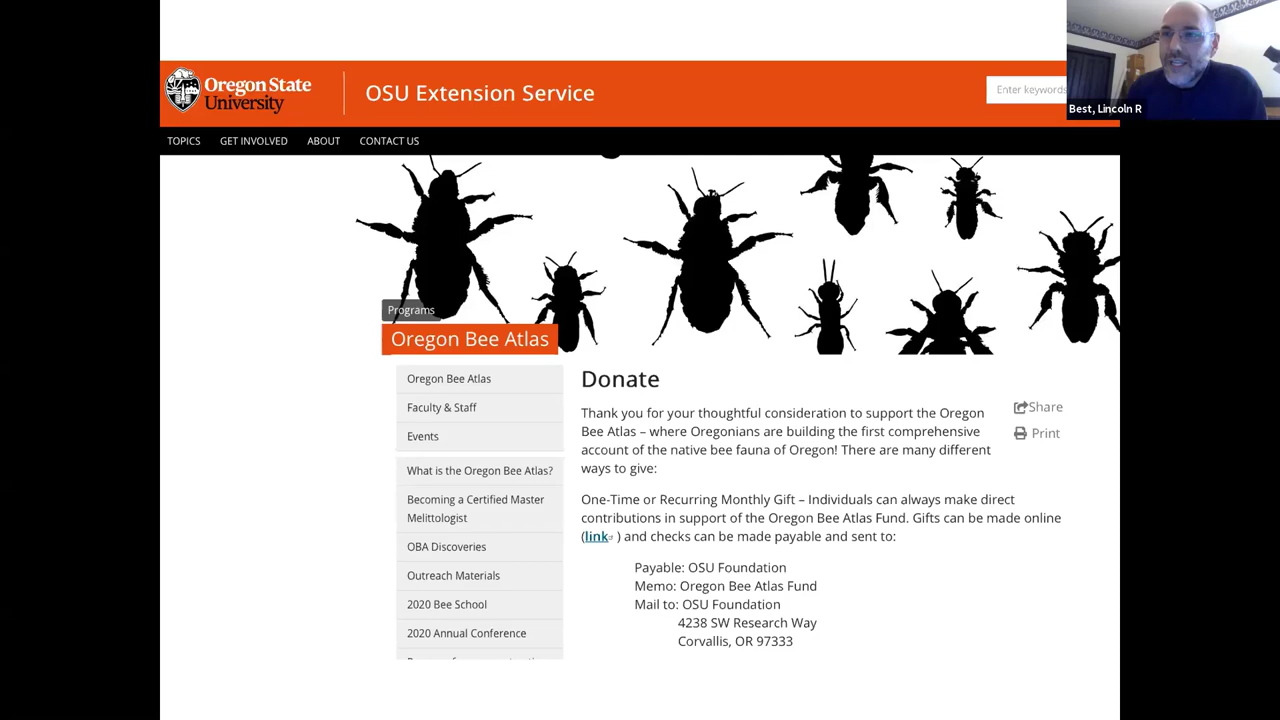 Oregon State
University
OSU Extension Service
Enter keywords
Best, Lincoln R
TOPICS GET INVOLVED ABOUT CONTACT US
Programs
Oregon Bee Atlas
Oregon Bee Atlas
Faculty & Staff
Events
What is the Oregon Bee Atlas?
Becoming a Certified Master
Melittologist
OBA Discoveries
Outreach Materials
2020 Bee School
2020 Annual Conference
Donate
Share
Print
Thank you for your thoughtful consideration to support the Oregon
Bee Atlas – where Oregonians are building the first comprehensive
account of the native bee fauna of Oregon! There are many different
ways to give:
One-Time or Recurring Monthly Gift – Individuals can always make direct
contributions in support of the Oregon Bee Atlas Fund. Gifts can be made online
(link ) and checks can be made payable and sent to:
Payable: OSU Foundation
Memo: Oregon Bee Atlas Fund
Mail to: OSU Foundation
4238 SW Research Way
Corvallis, OR 97333